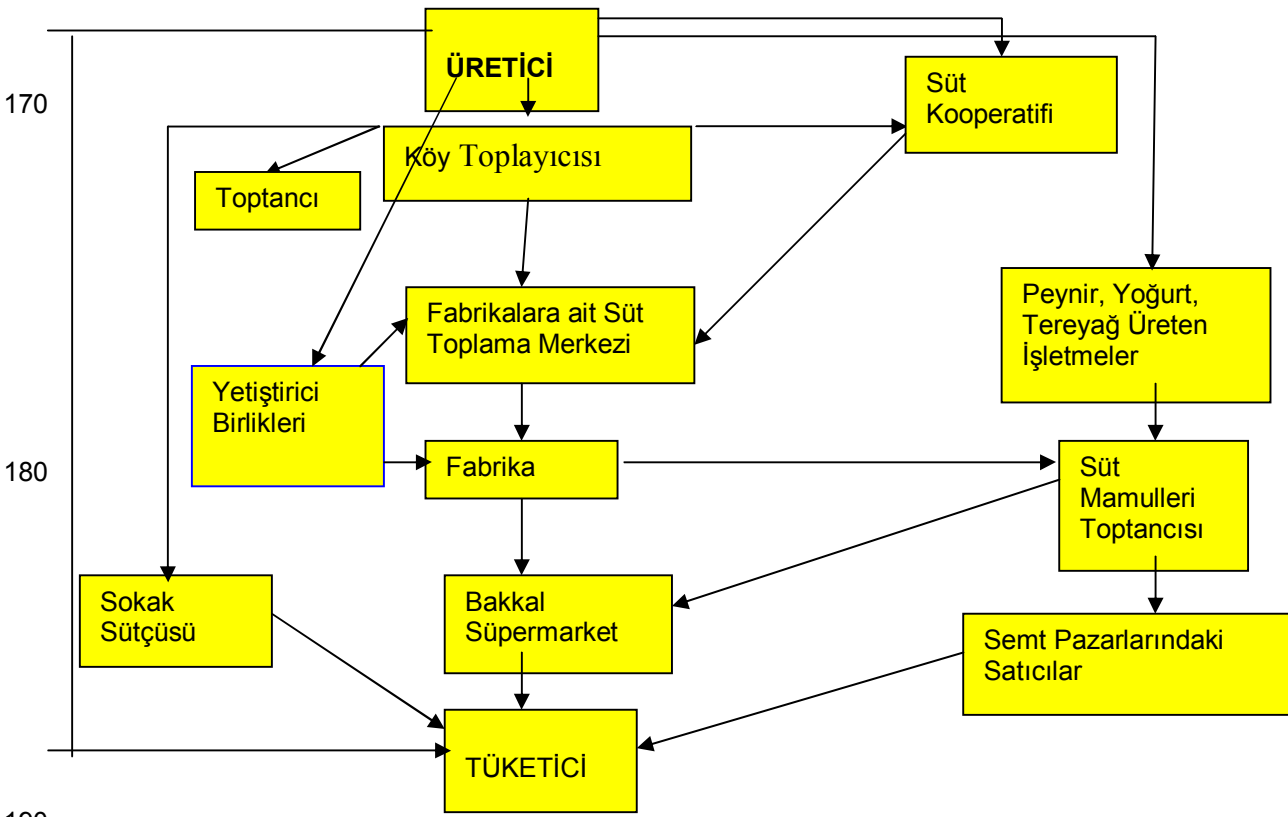 ÜRETİCİ
Süt
Kooperatifi
170
Köy Toplayıcısı
Toptancı
Fabrikalara ait Süt
Toplama Merkezi
Peynir, Yoğurt,
Tereyağ Üreten
İşletmeler
Yetiştirici
Birlikleri
180
Fabrika
Süt
Mamulleri
Toptancısı
Sokak
Sütçüsü
Bakkal
Süpermarket
Semt Pazarlarındaki
Satıcılar
TÜKETİCİ